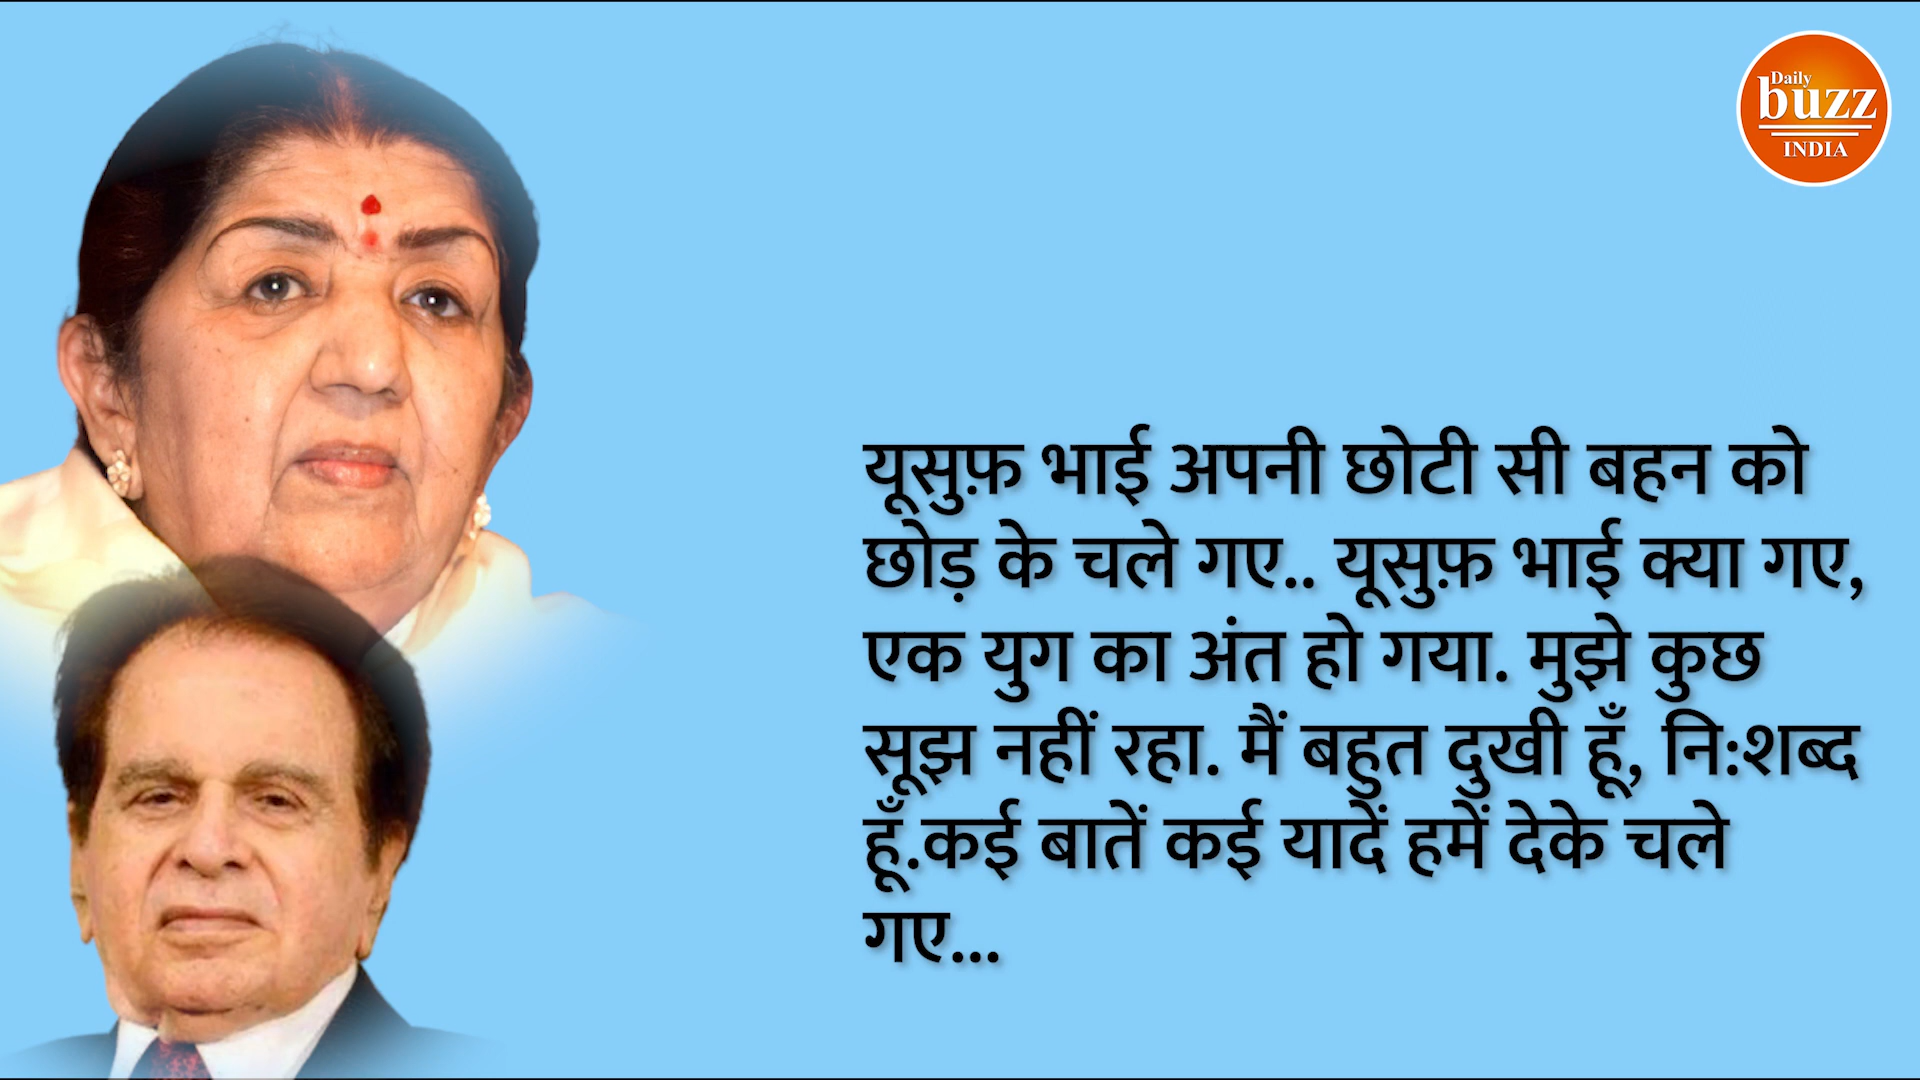 Daily
buzz
INDIA
यूसुफ़ भाई अपनी छोटी सी बहन को
छोड़ के चले गए.. यूसुफ़ भाई क्या गए,
एक युग का अंत हो गया. मुझे कुछ
सूझ नहीं रहा. मैं बहुत दुखी हूँ, नि:शब्द
हूँ.कई बातें कई यादें हमें देके चले
गए...